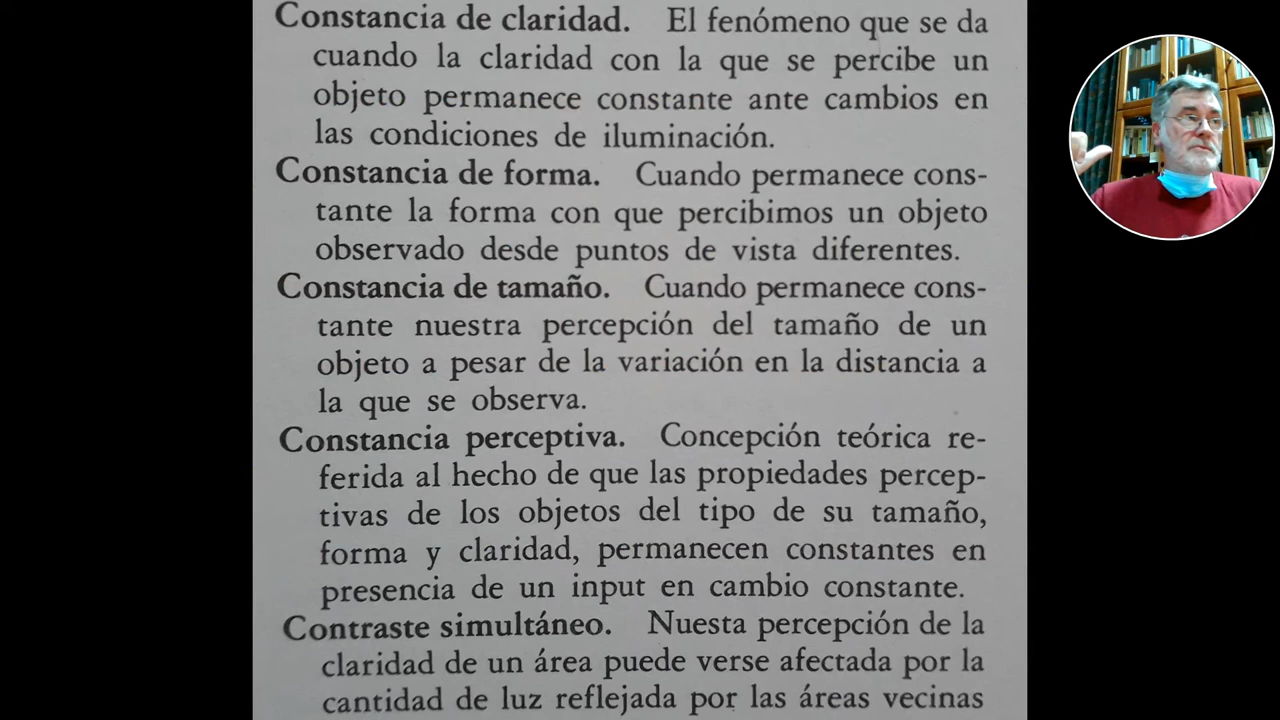 Constancia de claridad. El fenómeno que se da
cuando la claridad con la que se percibe un
objeto permanece constante ante cambios en
las condiciones de iluminación.
Constancia de forma. Cuando permanece cons-
tante la forma con que percibimos un objeto
observado desde puntos de vista diferentes.
Constancia de tamaño. Cuando permanece cons-
tante nuestra percepción del tamaño de un
objeto a pesar de la variación en la distancia a
la que se observa.
Constancia perceptiva. Concepción teórica re-
ferida al hecho de que las propiedades percep-
tivas de los objetos del tipo de su tamaño,
forma y claridad, permanecen constantes en
presencia de un input en cambio constante.
Contraste simultáneo. Nuesta percepción de la
claridad de un área puede verse afectada por la
cantidad de luz reflejada por las áreas vecinas